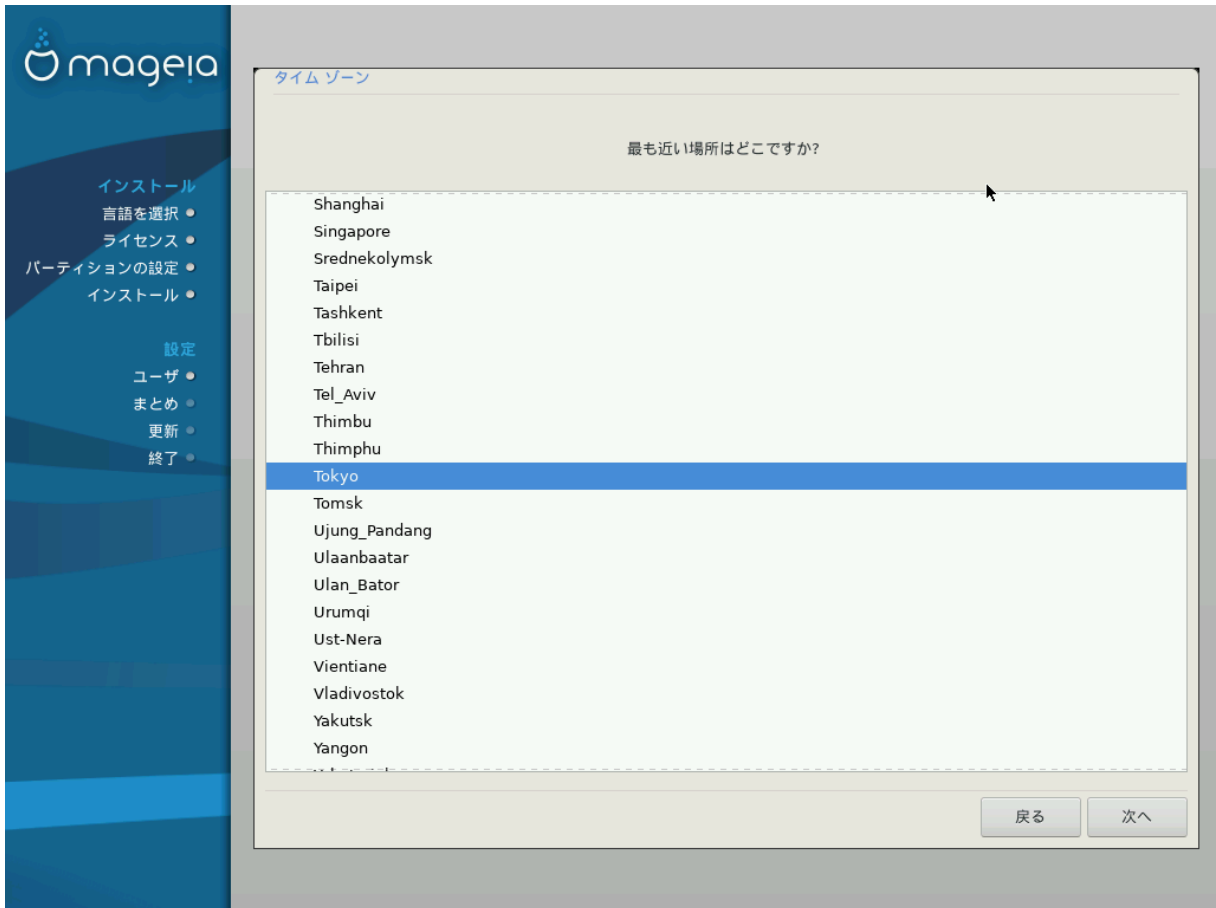 mageia
インストール
言語を選択
ライセンス
パーティションの設定
インストール
設定
ユーザ
まとめ
更新
終了
タイム ゾーン
最も近い場所はどこですか?
Shanghai
Singapore
Srednekolymsk
Taipei
Tashkent
Tbilisi
Tehran
Tel_Aviv
Thimbu
Thimphu
Tokyo
Tomsk
Ujung_Pandang
Ulaanbaatar
Ulan_Bator
Urumqi
Ust-Nera
Vientiane
Vladivostok
Yakutsk
Yangon
戻る
次へ